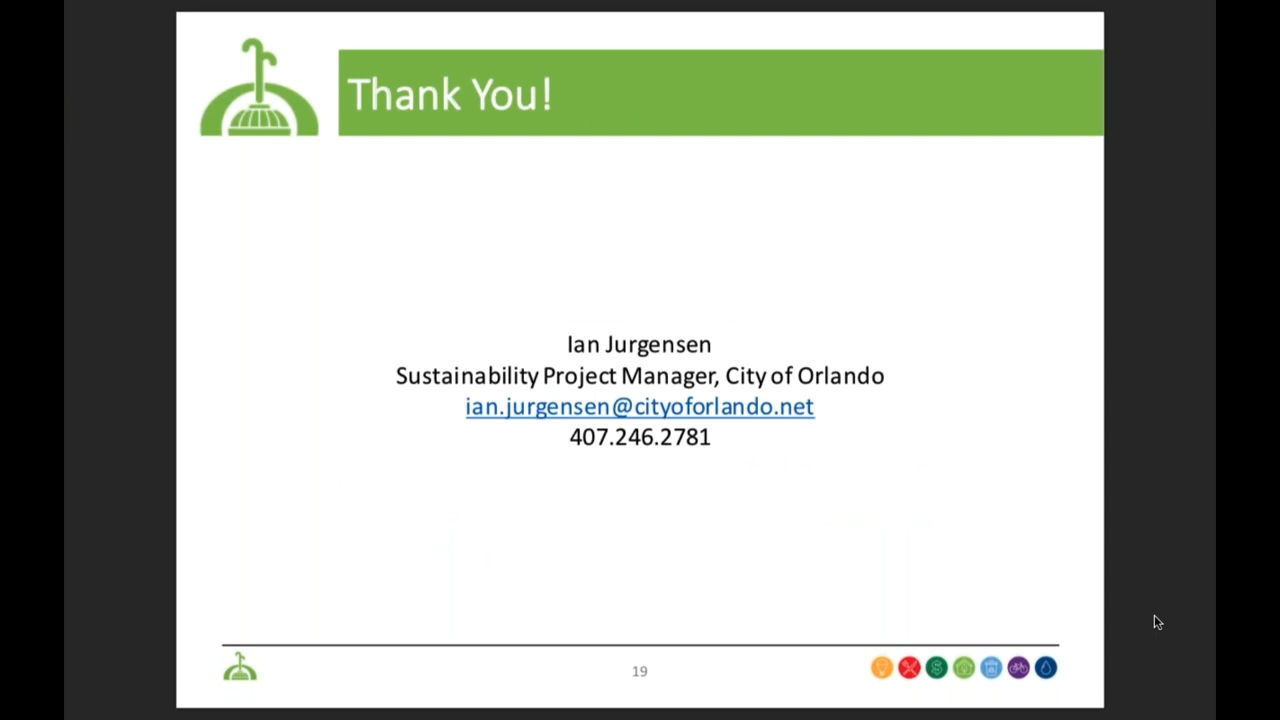 Thank You!
Ian Jurgensen
Sustainability Project Manager, City of Orlando
ian.jurgensen@cityoforlando.net
407.246.2781
19